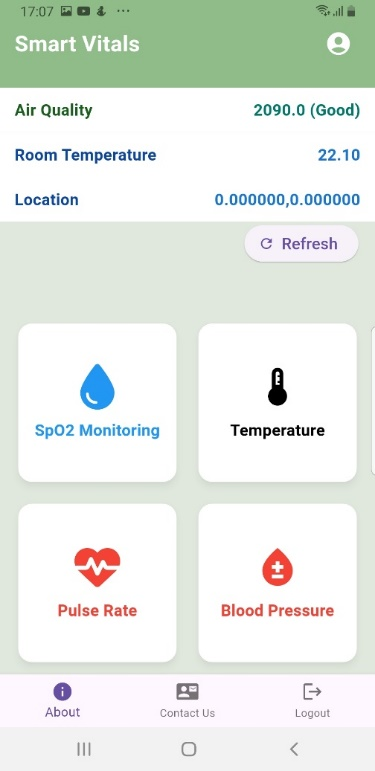 17:07
Smart Vitals
Air Quality 2090.0 (Good)
Room Temperature 22.10
Location 0.000000,0.000000
Refresh
SpO2 Monitoring Temperature
Pulse Rate Blood Pressure
About Contact Us Logout